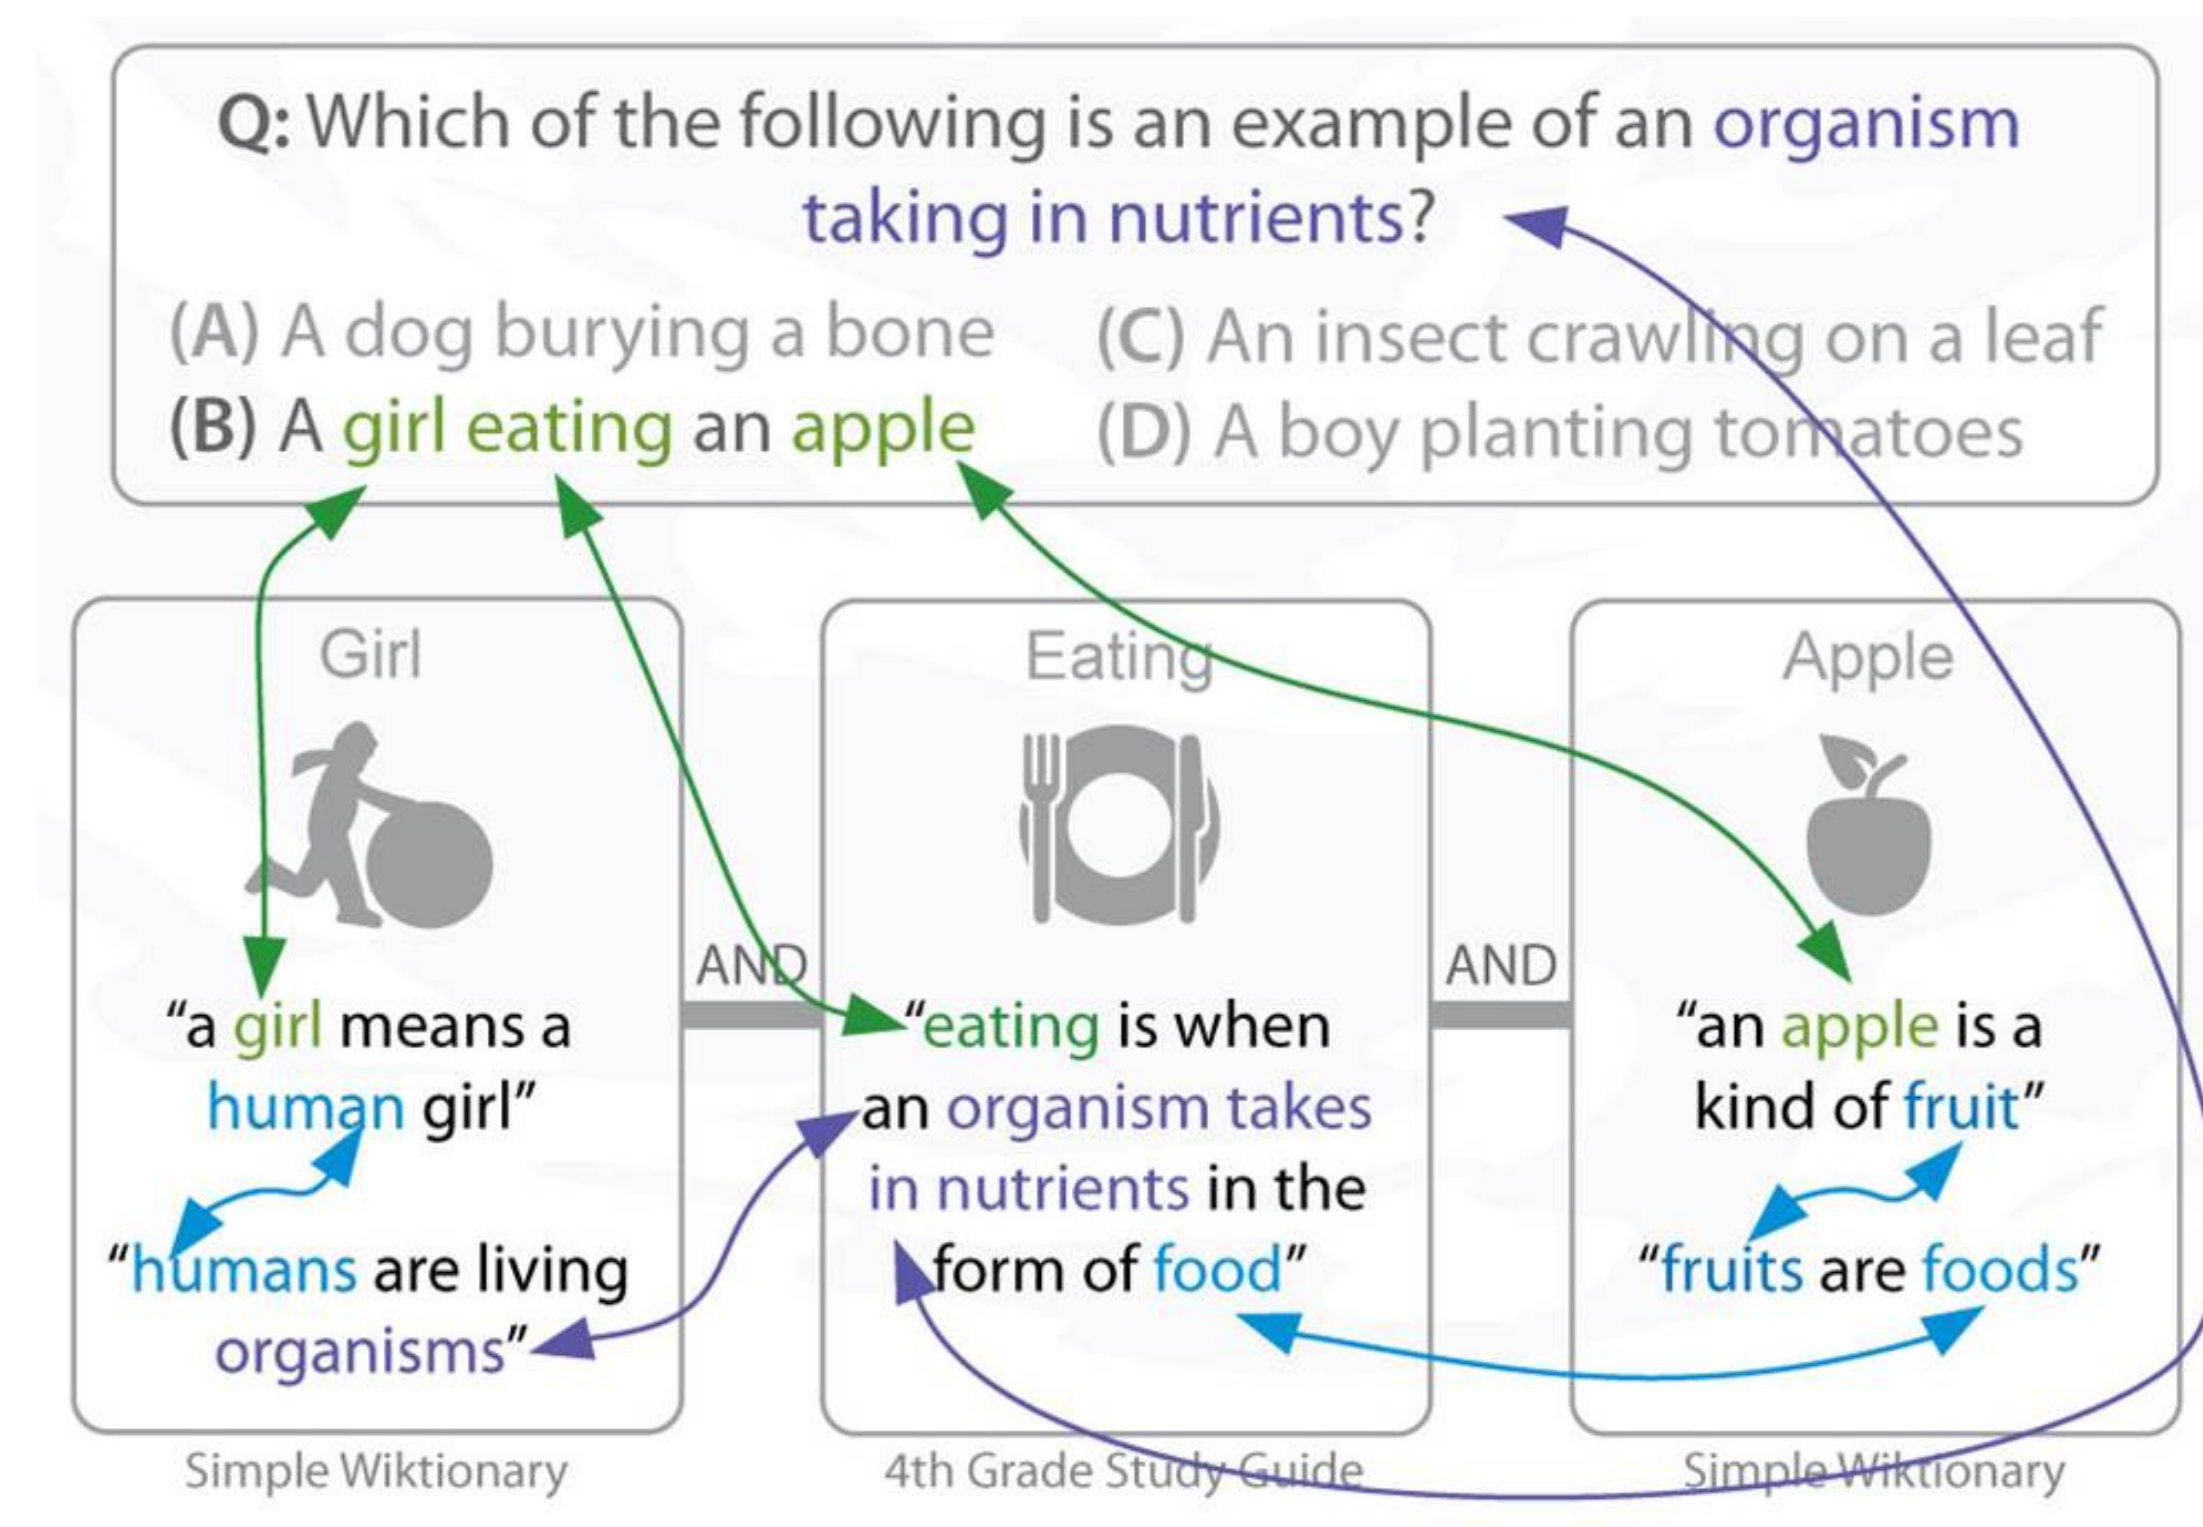 Q: Which of the following is an example of an organism
taking in nutrients?
(A) A dog burying a bone
(B) A girl eating an apple
(C) An insect crawling on a leaf
(D) A boy planting tomatoes
Girl
“a girl means a
human girl”
“humans are living
organisms”
Simple Wiktionary
AND
Eating
“eating is when
an organism takes
in nutrients in the
form of food”
4th Grade Study Guide
AND
Apple
“an apple is a
kind of fruit”
“fruits are foods”
Simple Wiktionary